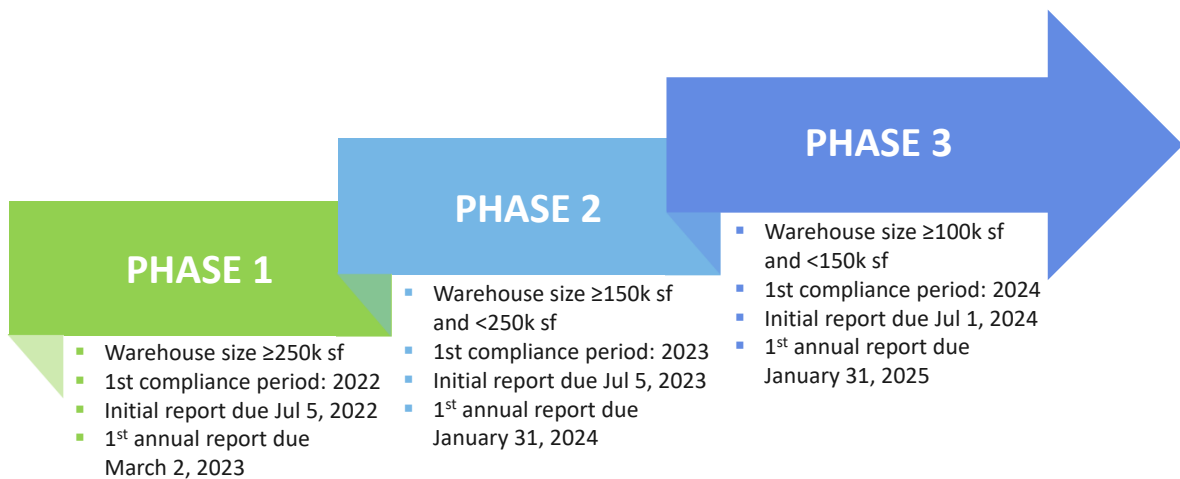 PHASE 1
▪ Warehouse size ≥250k sf
▪ 1st compliance period: 2022
▪ Initial report due Jul 5, 2022
▪ 1st annual report due
March 2, 2023
PHASE 2
▪ Warehouse size ≥150k sf
and <250k sf
▪ 1st compliance period: 2023
▪ Initial report due Jul 5, 2023
▪ 1st annual report due
January 31, 2024
PHASE 3
▪ Warehouse size ≥100k sf
and <150k sf
▪ 1st compliance period: 2024
▪ Initial report due Jul 1, 2024
▪ 1st annual report due
January 31, 2025